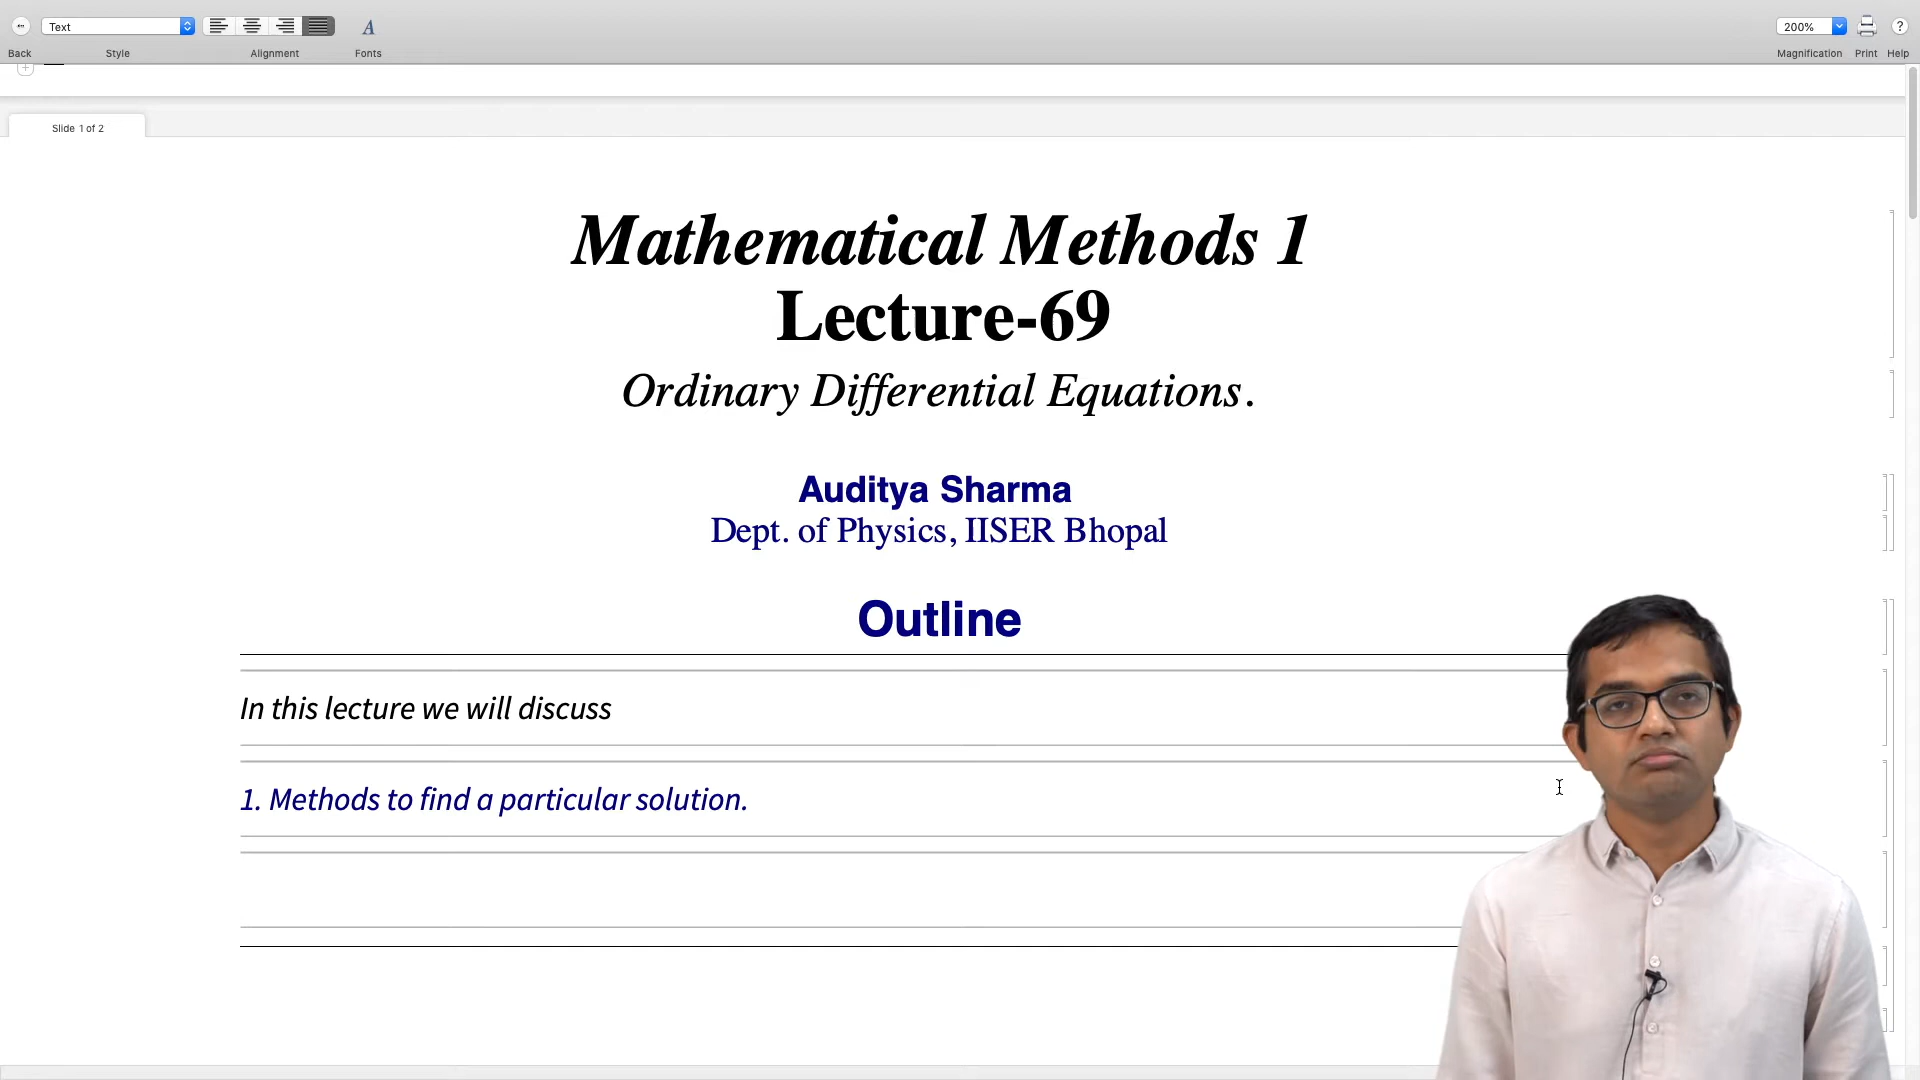 Text
200%
Back
Style
Alignment
Fonts
Magnification
Print
Help
Slide 1 of 2
Mathematical Methods 1
Lecture-69
Ordinary Differential Equations.
Auditya Sharma
Dept. of Physics, IISER Bhopal
Outline
In this lecture we will discuss
1. Methods to find a particular solution.